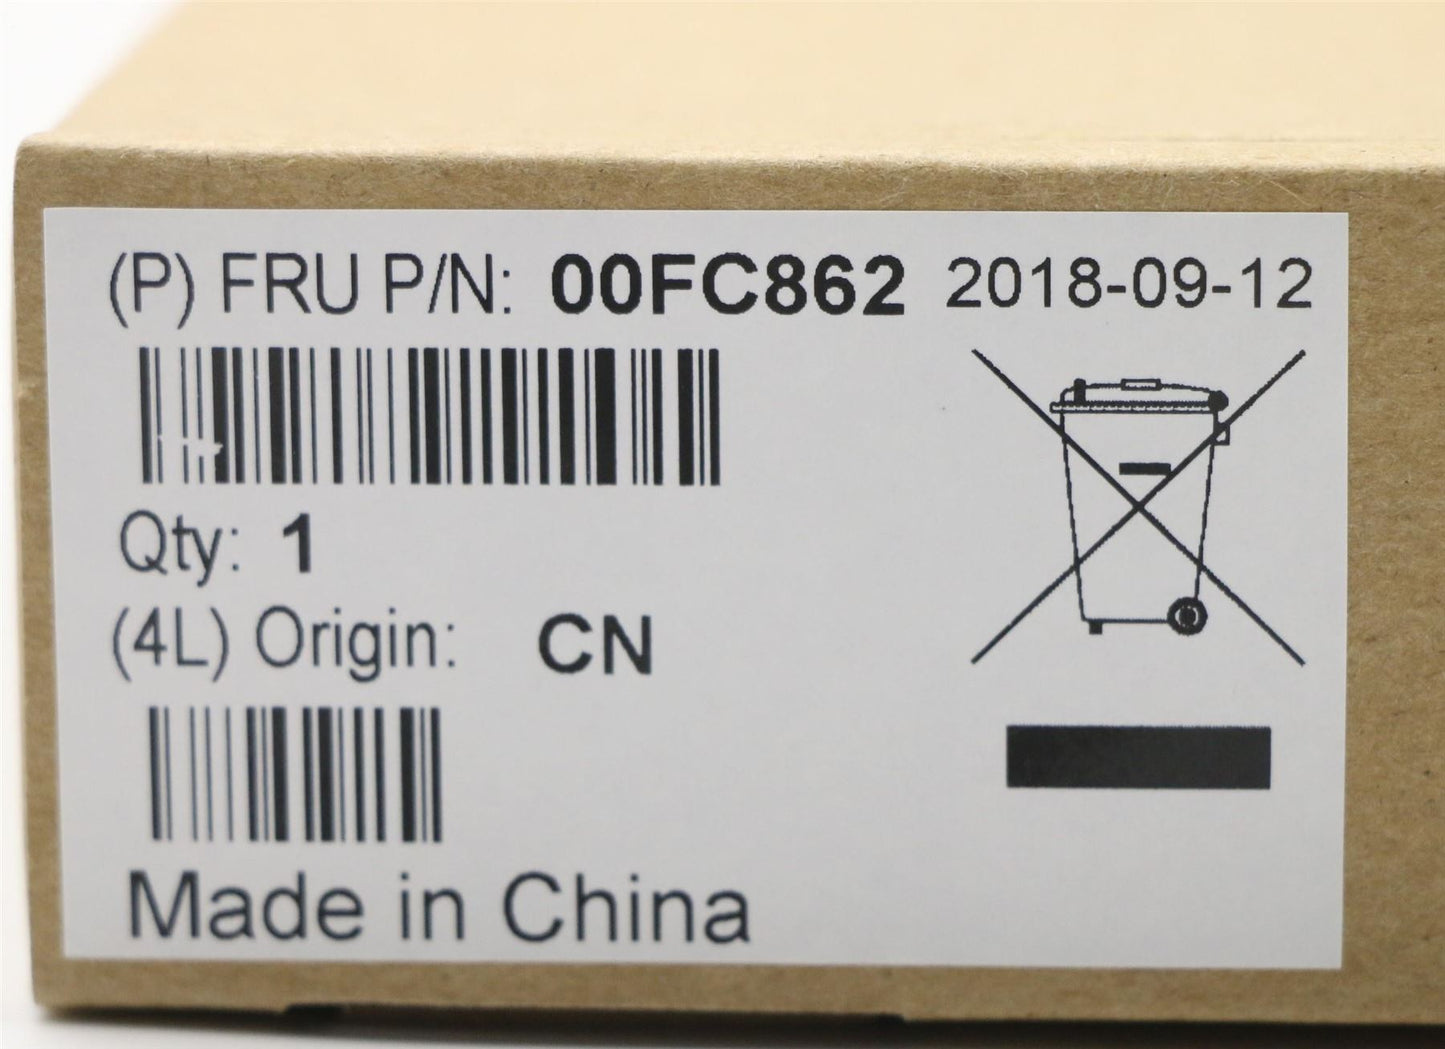 (P) FRU P/N: 00FC862 2018-09-12
Qty: 1
(4L) Origin: CN
Made in China